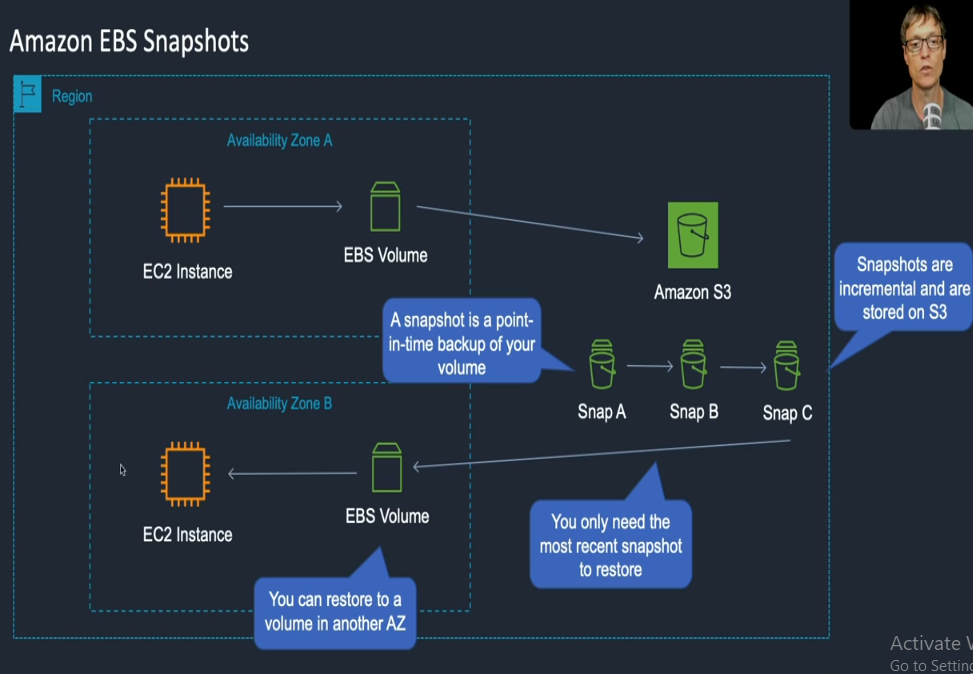 Amazon EBS Snapshots
Region
Availability Zone A
EC2 Instance
EBS Volume
Amazon S3
Snapshots are
incremental and are
stored on S3
A snapshot is a point-
in-time backup of your
volume
Snap A
Snap B
Snap C
Availability Zone B
EC2 Instance
EBS Volume
You only need the
most recent snapshot
to restore
You can restore to a
volume in another AZ
Activate W
Go to Setting